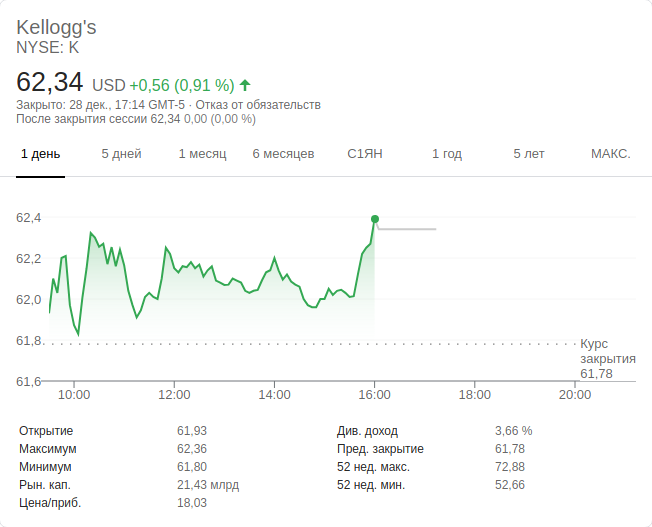 Kellogg's
NYSE: K
62,34 USD +0,56 (0,91 %)
Закрыто: 28 дек., 17:14 GMT-5 · Отказ от обязательств
После закрытия сессии 62,34 0,00 (0,00 %)
1 день 5 дней 1 месяц 6 месяцев С1ЯН 1 год 5 лет МАКС.
62,4
62,2
62,0
61,8
Курс
закрытия
61,78
61,6
10:00 12:00 14:00 16:00 18:00 20:00
Открытие 61,93 Див. доход 3,66 %
Максимум 62,36 Пред. закрытие 61,78
Минимум 61,80 52 нед. макс. 72,88
Рын. кап. 21,43 млрд 52 нед. мин. 52,66
Цена/приб. 18,03